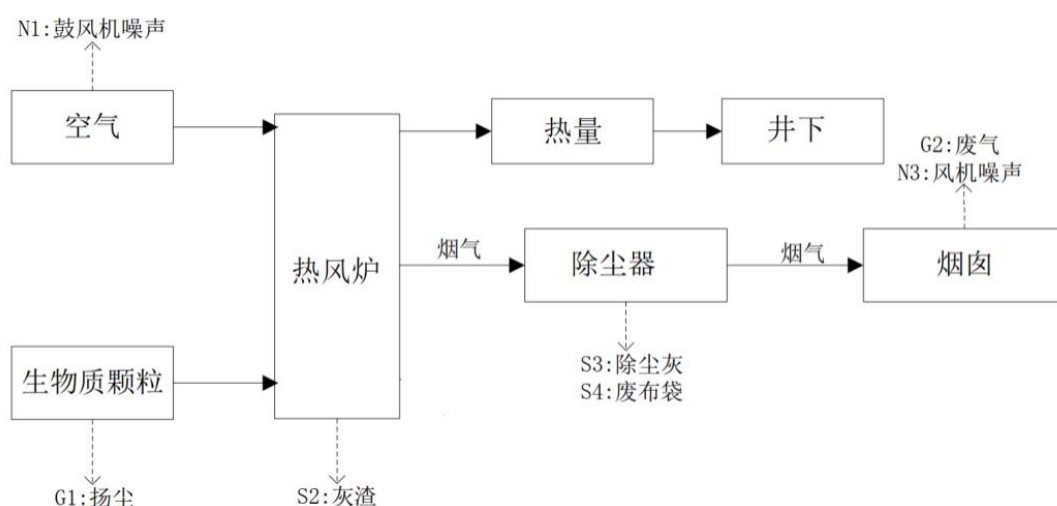 N1:鼓风机噪声
空气
热量
井下
G2:废气
N3:风机噪声
热风炉
烟气
除尘器
烟气
烟囱
生物质颗粒
S3:除尘灰
S4:废布袋
G1:扬尘
S2:灰渣